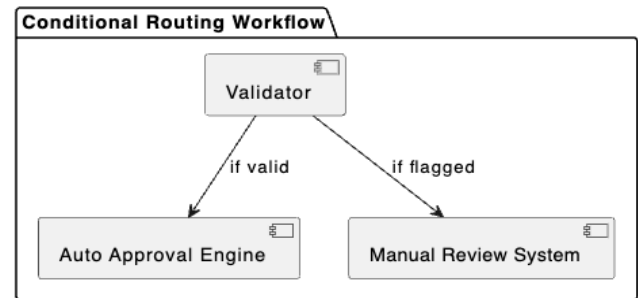 Conditional Routing Workflow
Validator
if valid
if flagged
Auto Approval Engine
Manual Review System